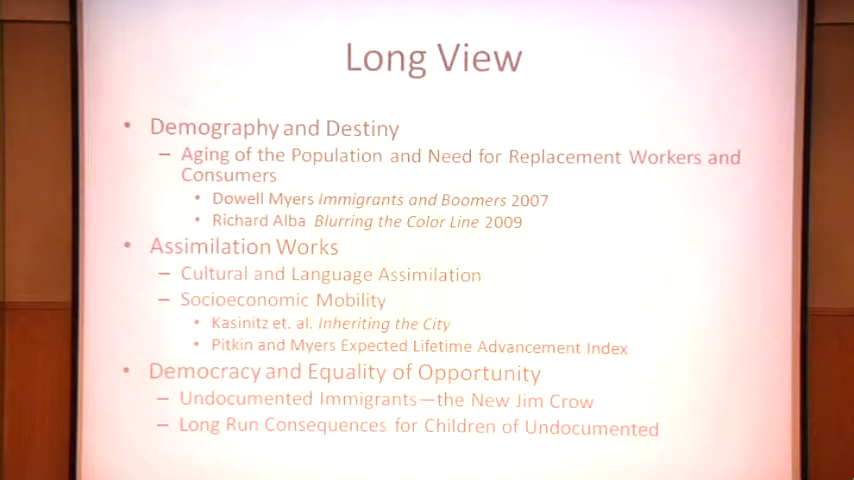 Long View
• Demography and Destiny
– Aging of the Population and Need for Replacement Workers and
Consumers
• Dowell Myers Immigrants and Boomers 2007
• Richard Alba Blurring the Color Line 2009
• Assimilation Works
– Cultural and Language Assimilation
– Socioeconomic Mobility
• Kasinitz et. al. Inheriting the City
• Pitkin and Myers Expected Lifetime Advancement Index
• Democracy and Equality of Opportunity
– Undocumented Immigrants—the New Jim Crow
– Long Run Consequences for Children of Undocumented